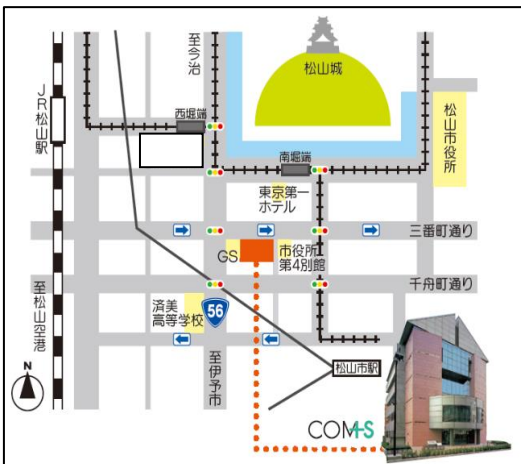 至今治
松山城
JR松山駅
西堀端
南堀端
松山市役所
東京第一
ホテル
三番町通り
GS
市役所
第4別館
千舟町通り
至松山空港
済美
高等学校
56
N
至伊予市
松山市駅
COMS